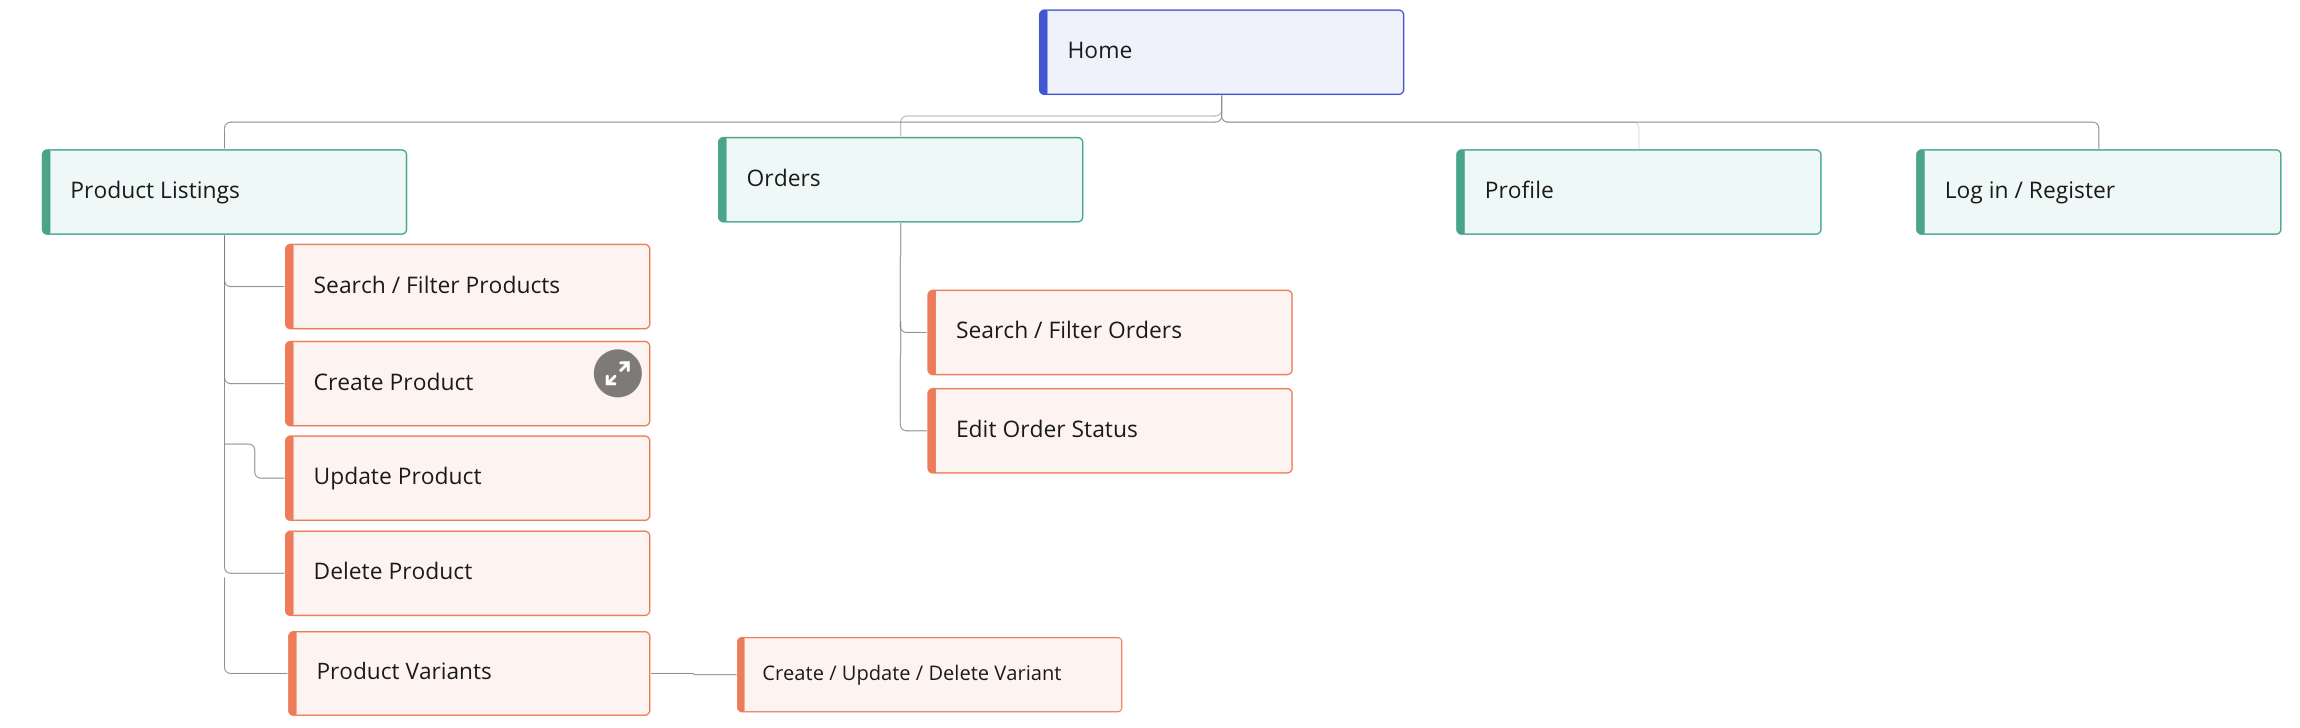 Home
Product Listings
Orders
Profile
Log in / Register
Search / Filter Products
Create Product
Update Product
Delete Product
Product Variants
Create / Update / Delete Variant
Search / Filter Orders
Edit Order Status